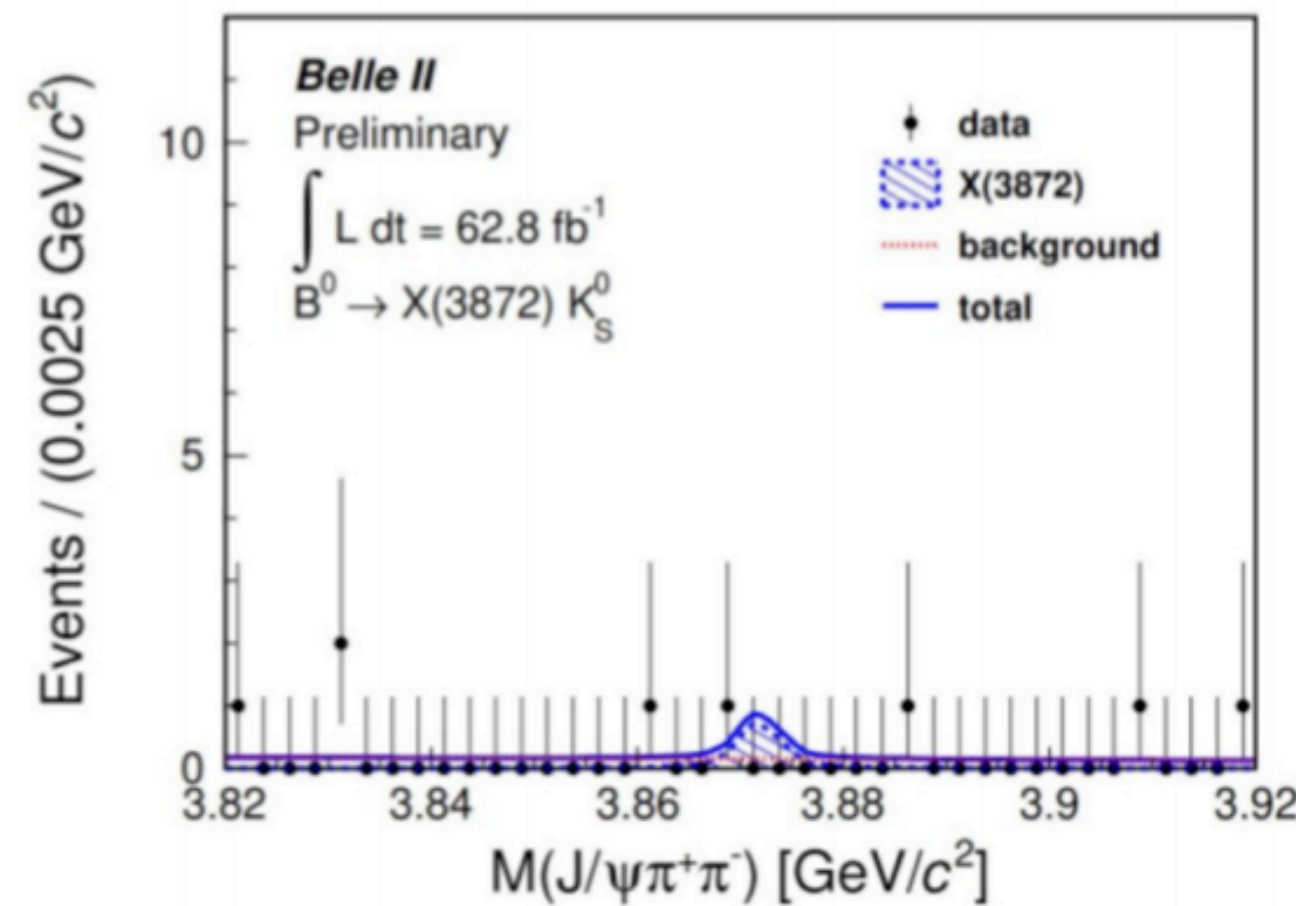 Belle II
Preliminary
∫ L dt = 62.8 fb⁻¹
B⁰ → X(3872) K⁰_S
data
X(3872)
background
total
Events / (0.0025 GeV/c²)
10
5
0
3.82 3.84 3.86 3.88 3.9 3.92
M(J/ψπ⁺π⁻) [GeV/c²]